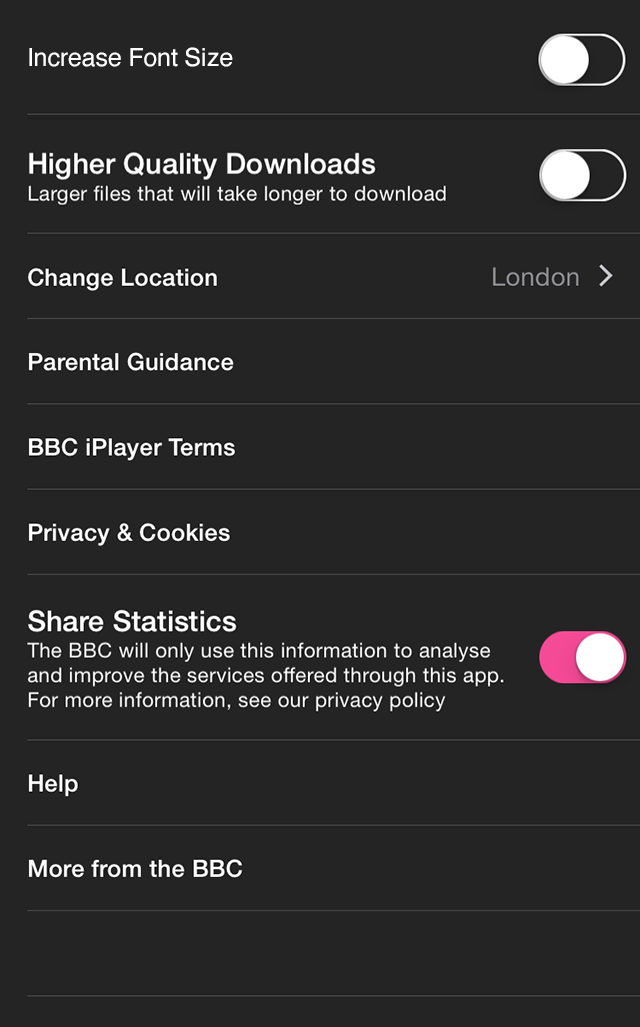 Increase Font Size
Higher Quality Downloads
Larger files that will take longer to download
Change Location London
Parental Guidance
BBC iPlayer Terms
Privacy & Cookies
Share Statistics
The BBC will only use this information to analyse
and improve the services offered through this app.
For more information, see our privacy policy
Help
More from the BBC